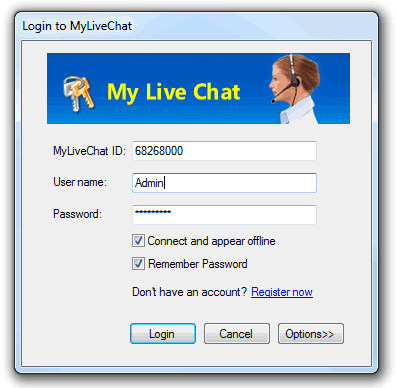 Login to MyLiveChat
My Live Chat
MyLiveChat ID: 68268000
User name: Admin
Password: *********
Connect and appear offline
Remember Password
Don't have an account? Register now
Login Cancel Options>>